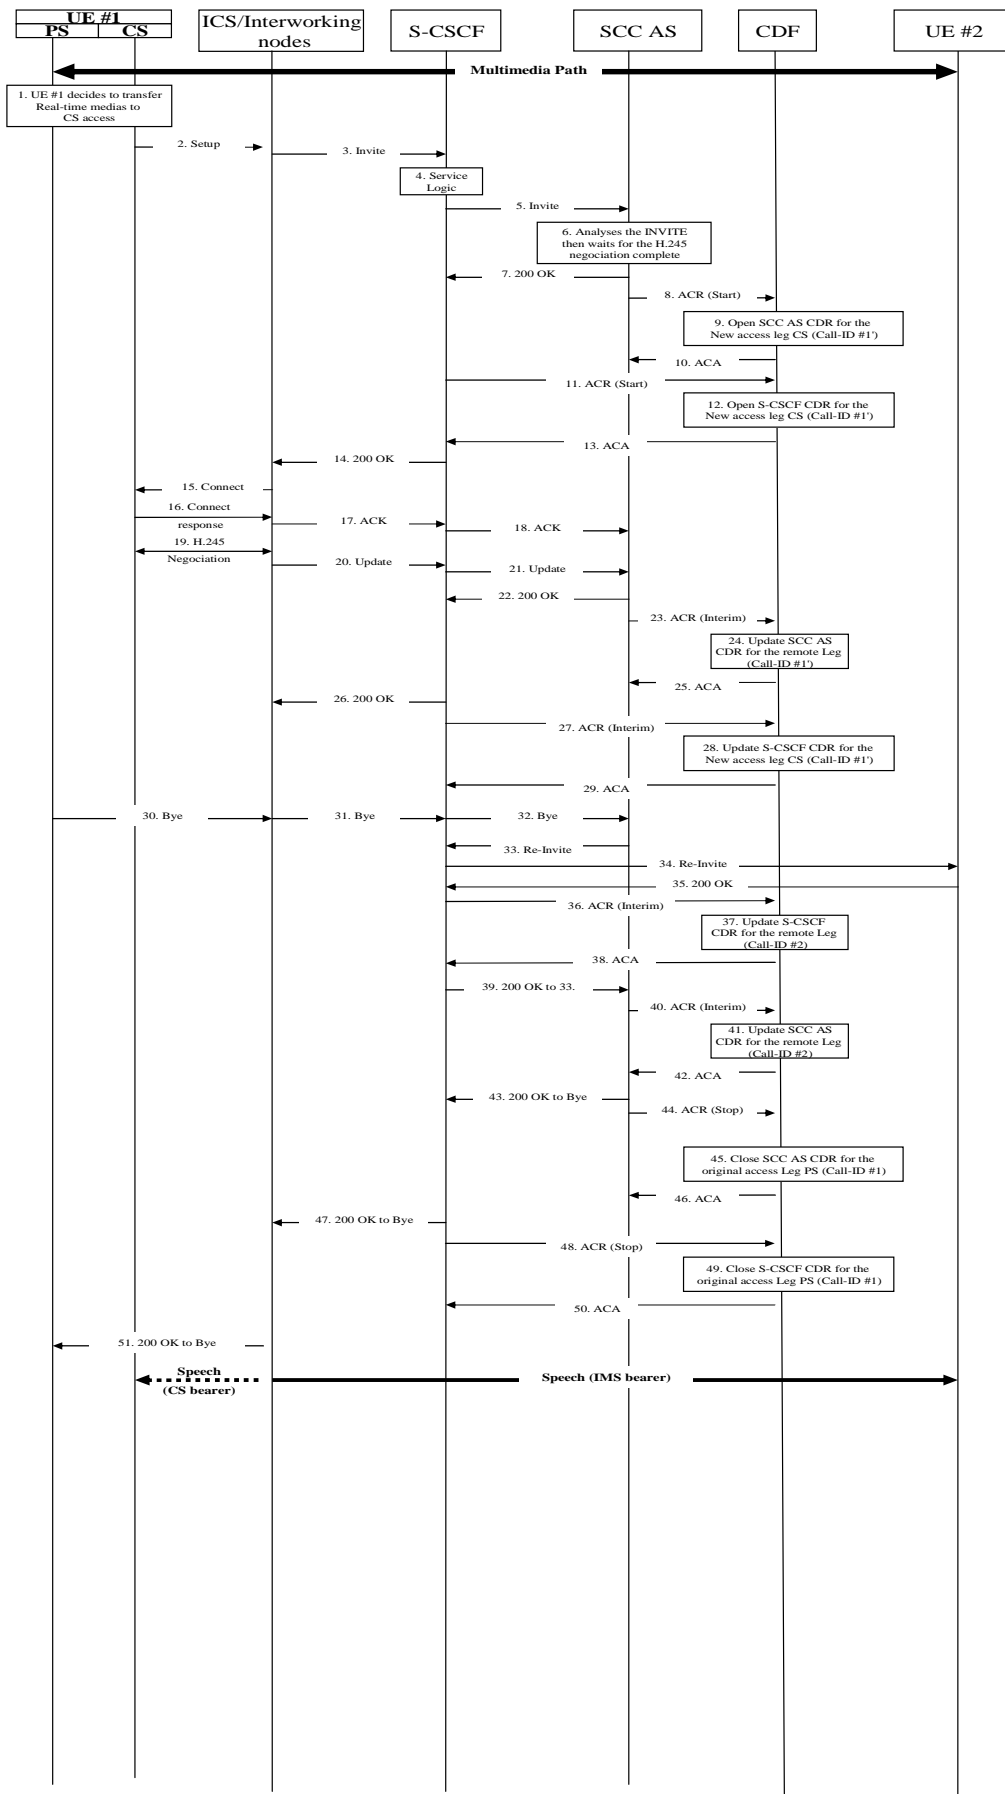 UE #1
PS
CS
ICS/Interworking
nodes
S-CSCF
SCC AS
CDF
UE #2
Multimedia Path
1. UE #1 decides to transfer
Real-time medias to
CS access
2. Setup
3. Invite
4. Service
Logic
5. Invite
6. Analyses the INVITE
then waits for the H.245
negociation complete
7. 200 OK
8. ACR (Start)
9. Open SCC AS CDR for the
New access leg CS (Call-ID #1')
10. ACA
11. ACR (Start)
12. Open S-CSCF CDR for the
New access leg CS (Call-ID #1')
13. ACA
14. 200 OK
15. Connect
16. Connect
response
17. ACK
18. ACK
19. H.245
Negociation
20. Update
21. Update
22. 200 OK
23. ACR (Interim)
24. Update SCC AS
CDR for the remote Leg
(Call-ID #1')
25. ACA
26. 200 OK
27. ACR (Interim)
28. Update S-CSCF CDR for the
New access leg CS (Call-ID #1')
29. ACA
30. Bye
31. Bye
32. Bye
33. Re-Invite
34. Re-Invite
35. 200 OK
36. ACR (Interim)
37. Update S-CSCF
CDR for the remote Leg
(Call-ID #2)
38. ACA
39. 200 OK to 33.
40. ACR (Interim)
41. Update SCC AS
CDR for the remote Leg
(Call-ID #2)
42. ACA
43. 200 OK to Bye
44. ACR (Stop)
45. Close SCC AS CDR for the
original access Leg PS (Call-ID #1)
46. ACA
47. 200 OK to Bye
48. ACR (Stop)
49. Close S-CSCF CDR for the
original access Leg PS (Call-ID #1)
50. ACA
51. 200 OK to Bye
Speech
(CS bearer)
Speech (IMS bearer)